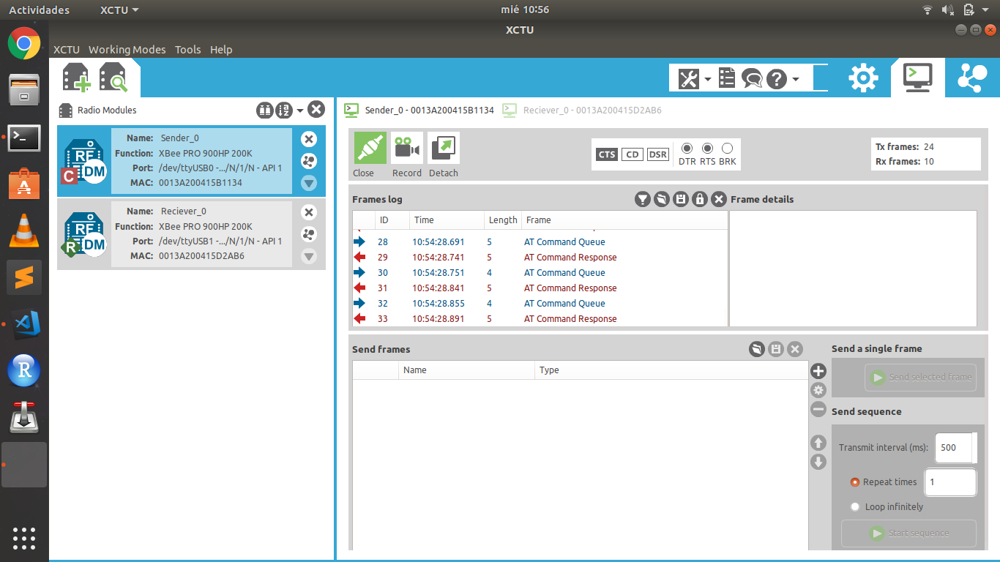 Actividades XCTU mié 10:56
XCTU
XCTU Working Modes Tools Help
Radio Modules
Name: Sender_0
Function: XBee PRO 900HP 200K
Port: /dev/ttyUSB0 -.../N/1/N - API 1
MAC: 0013A200415B1134
RF
DM
C
Name: Reciever_0
Function: XBee PRO 900HP 200K
Port: /dev/ttyUSB1 -.../N/1/N - API 1
MAC: 0013A200415D2AB6
RF
DM
R
Sender_0 - 0013A200415B1134 Reciever_0 - 0013A200415D2AB6
Close Record Detach
CTS CD DSR DTR RTS BRK
Tx frames: 24
Rx frames: 10
Frames log
ID Time Length Frame
28 10:54:28.691 5 AT Command Queue
29 10:54:28.741 5 AT Command Response
30 10:54:28.751 4 AT Command Queue
31 10:54:28.841 5 AT Command Response
32 10:54:28.855 4 AT Command Queue
33 10:54:28.891 5 AT Command Response
Frame details
Send frames
Name Type
Send a single frame
Send selected frame
Send sequence
Transmit interval (ms): 500
Repeat times 1
Loop infinitely
Start sequence